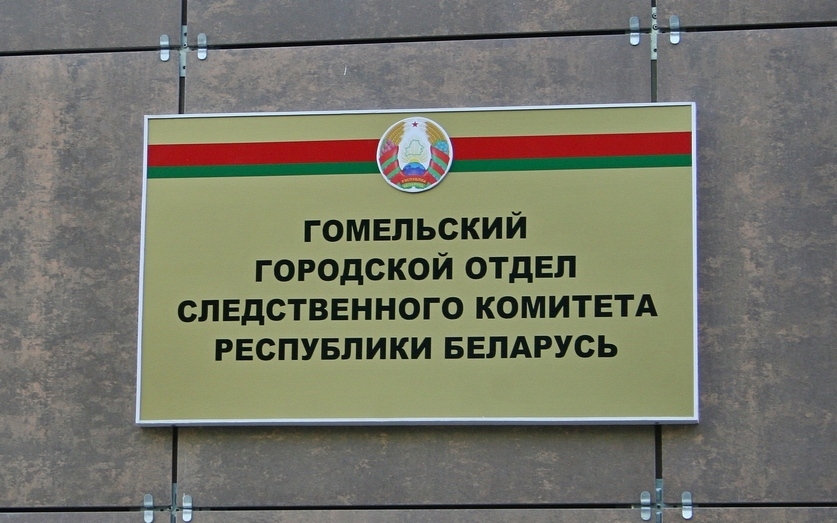 ГОМЕЛЬСКИЙ
ГОРОДСКОЙ ОТДЕЛ
СЛЕДСТВЕННОГО КОМИТЕТА
РЕСПУБЛИКИ БЕЛАРУСЬ